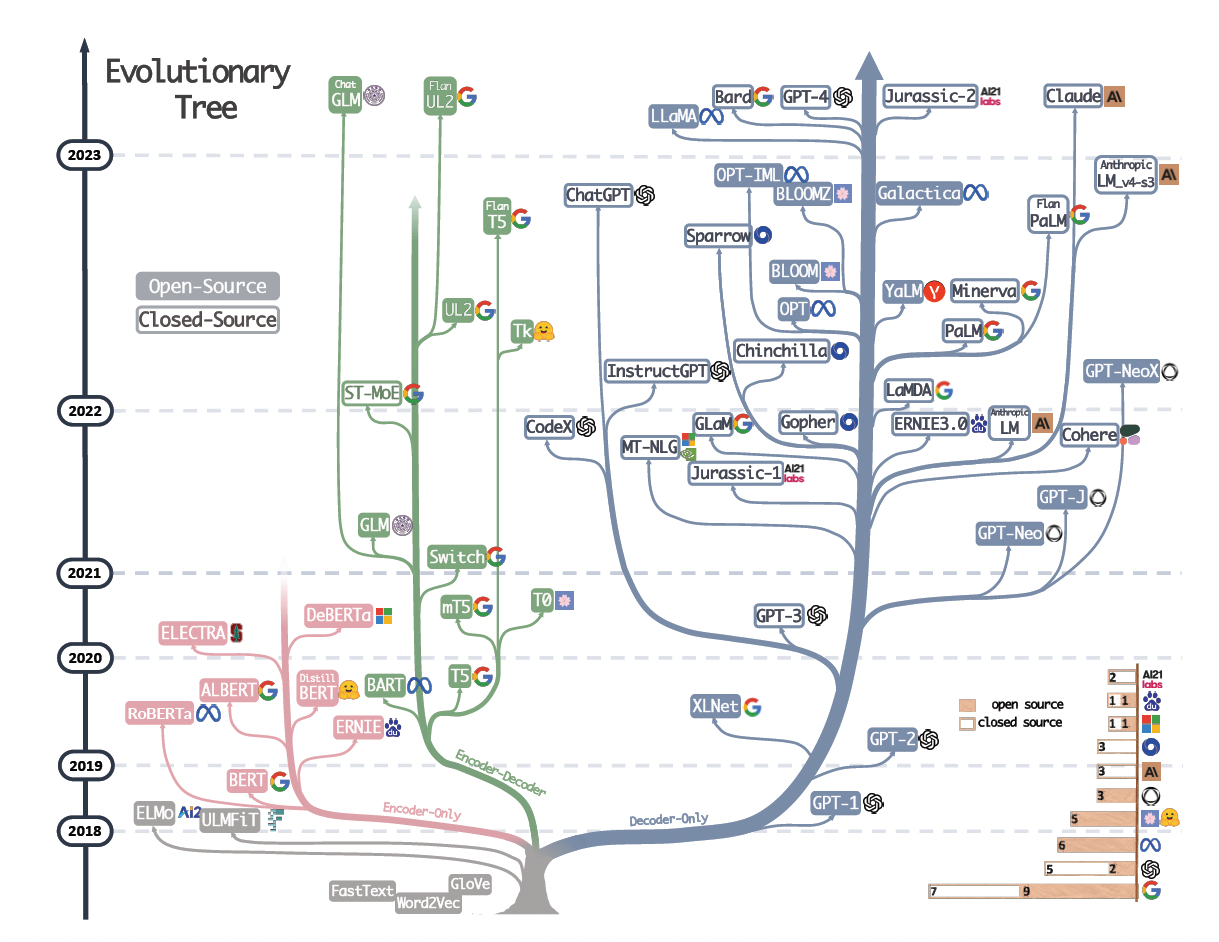 Evolutionary
Tree
2023
2022
2021
2020
2019
2018
Open-Source
Closed-Source
Chat
GLM
Flan
UL2
Flan
T5
UL2
Tk
ST-MoE
GLM
Switch
mT5
T0
T5
BART
Encoder-Decoder
DeBERTa
ELECTRA
ALBERT
Distill
BERT
RoBERTa
ERNIE
BERT
Encoder-Only
ELMo
Ai2
ULMFiT
FastText
Word2Vec
GloVe
Bard
GPT-4
Jurassic-2
AI21
labs
Claude
A\
LLaMA
OPT-IML
BLOOMZ
Galactica
Anthropic
LM_v4-s3
A\
ChatGPT
Flan
PaLM
Sparrow
BLOOM
YaLM
Y
Minerva
OPT
PaLM
Chinchilla
InstructGPT
GPT-NeoX
LaMDA
CodeX
GLaM
Gopher
ERNIE3.0
du
Anthropic
LM
A\
Cohere
MT-NLG
Jurassic-1
AI21
labs
GPT-J
GPT-Neo
GPT-3
XLNet
GPT-2
GPT-1
Decoder-Only
open source
closed source
2
AI21
labs
1 1
du
1 1
3
3
A\
3
5
6
5 2
7 9